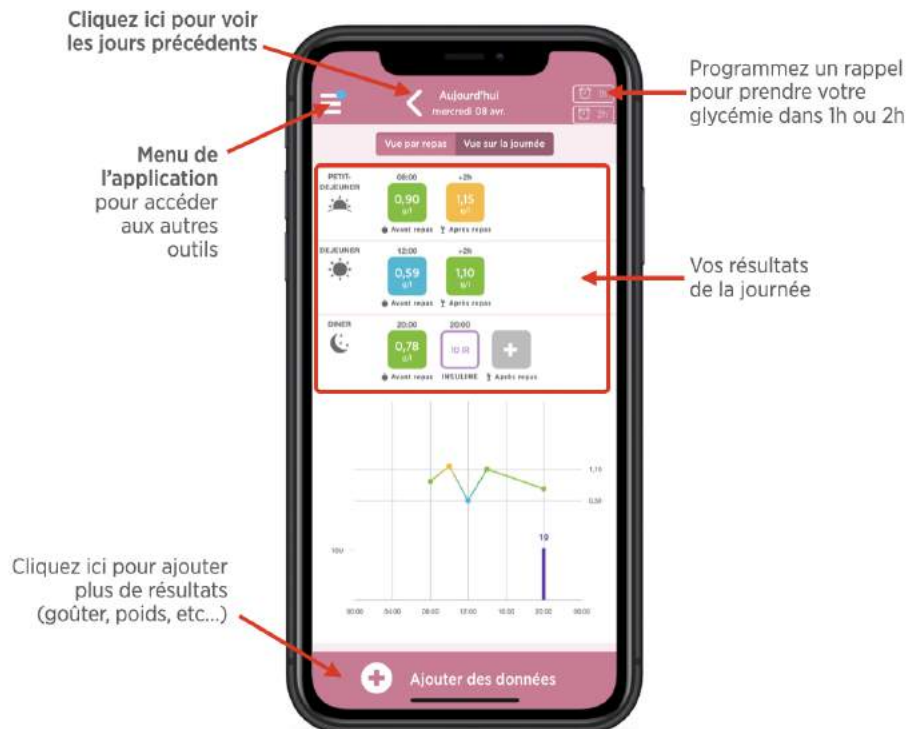 Cliquez ici pour voir
les jours précédents
Programmez un rappel
pour prendre votre
glycémie dans 1h ou 2h
Menu de
l'application
pour accéder
aux autres
outils
Aujourd'hui
mercredi 08 avr.
1h
2h
Vue par repas
Vue sur la journée
PETIT-
DEJEUNER
08:00
+2h
0,90
g/l
1,15
g/l
Avant repas
Après repas
DEJEUNER
12:00
+2h
0,59
g/l
1,10
g/l
Avant repas
Après repas
Vos résultats
de la journée
DINER
20:00
20:00
0,78
g/l
Avant repas
INSULINE
Après repas
1,15
0,59
19
00:00
04:00
08:00
12:00
16:00
20:00
00:00
Cliquez ici pour ajouter
plus de résultats
(goûter, poids, etc...)
Ajouter des données